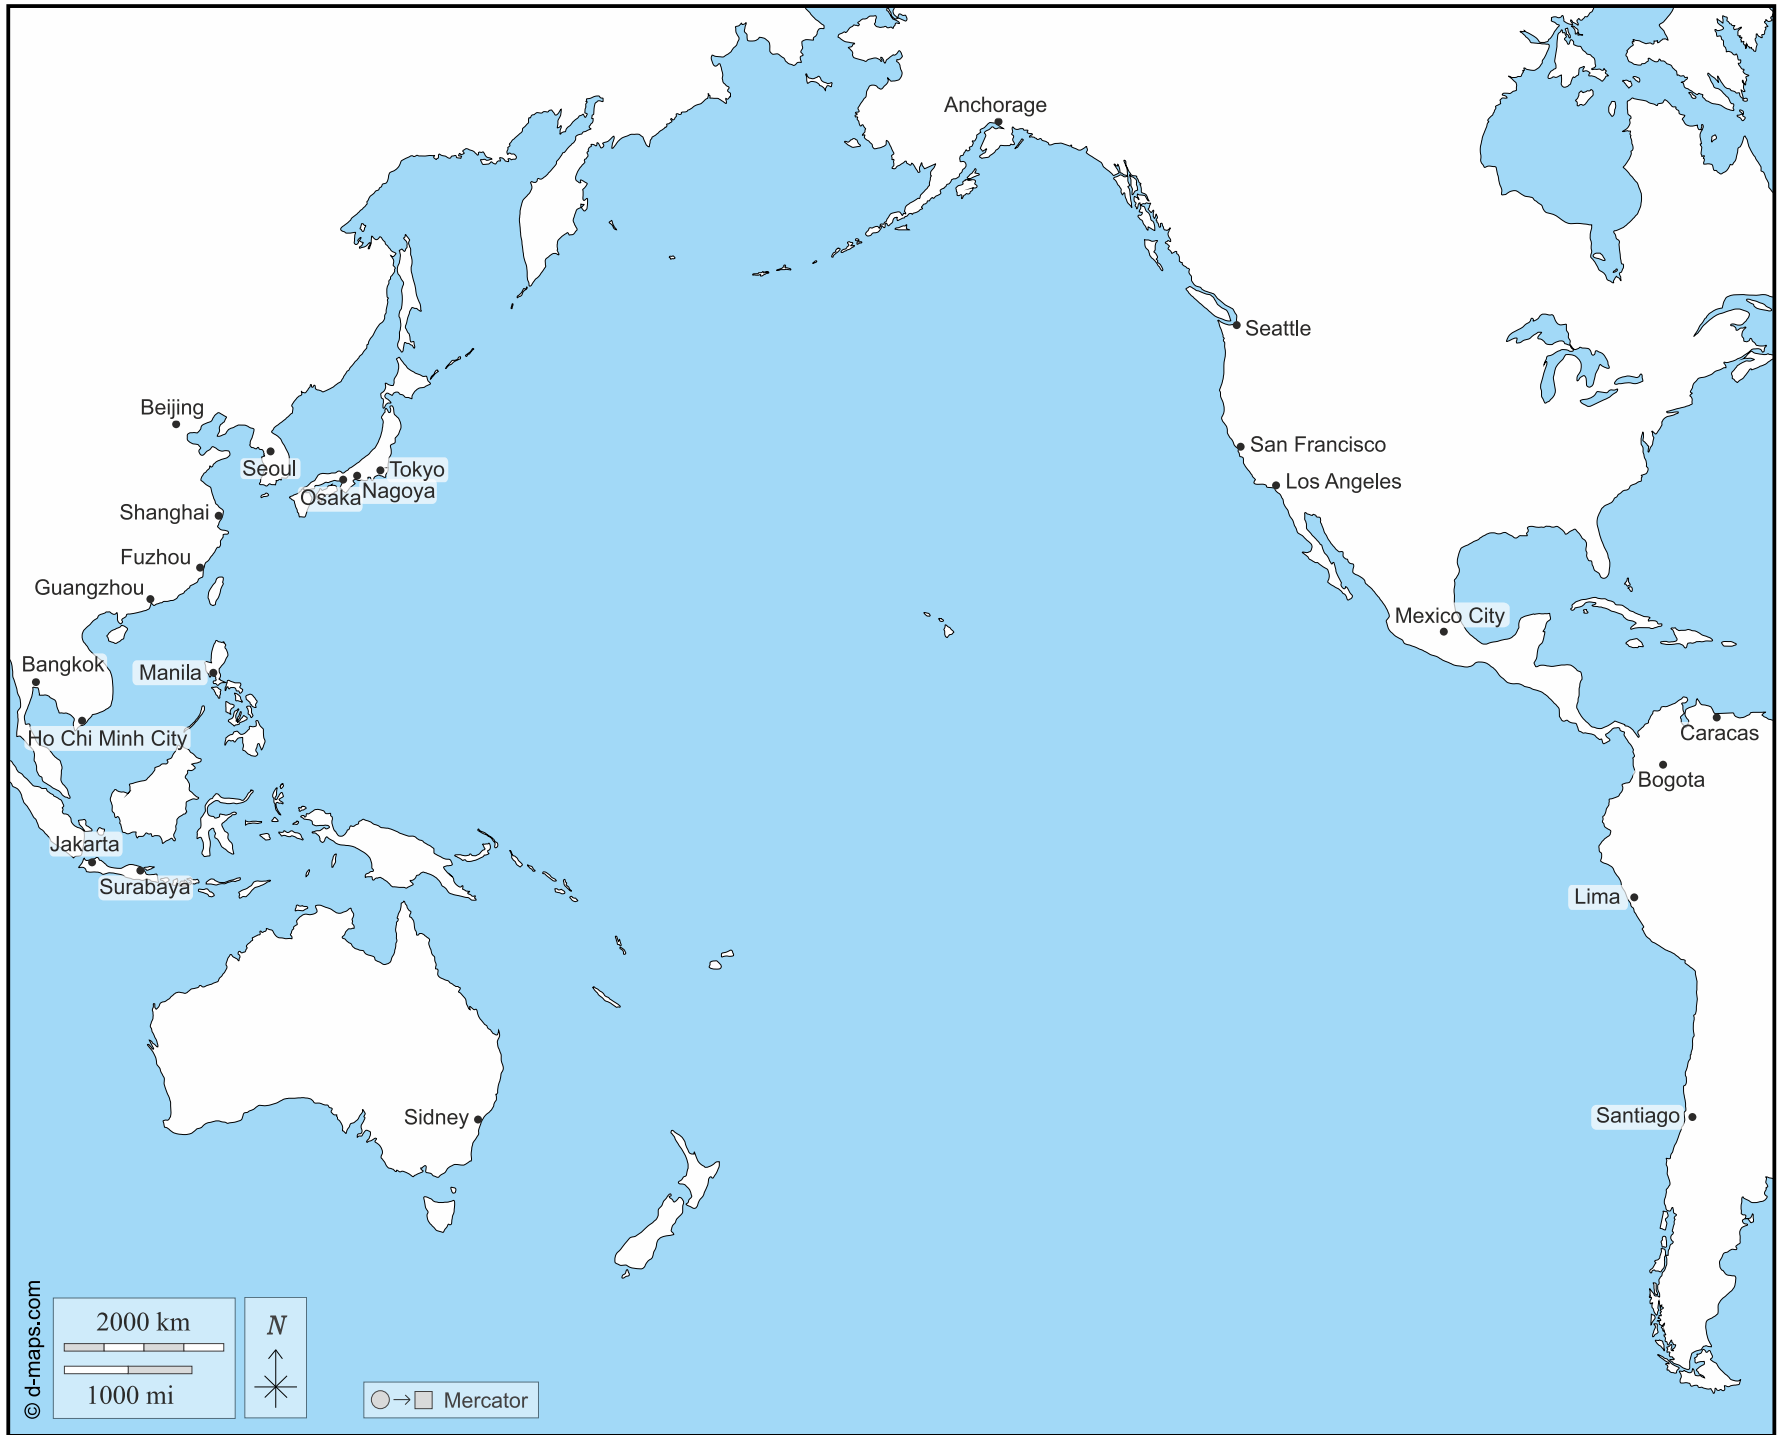 Anchorage
Seattle
Beijing
San Francisco
Seoul
Tokyo
Los Angeles
Osaka
Nagoya
Shanghai
Fuzhou
Guangzhou
Mexico City
Bangkok
Manila
Ho Chi Minh City
Caracas
Bogota
Jakarta
Surabaya
Lima
Sidney
Santiago
© d-maps.com
2000 km
1000 mi
N
Mercator